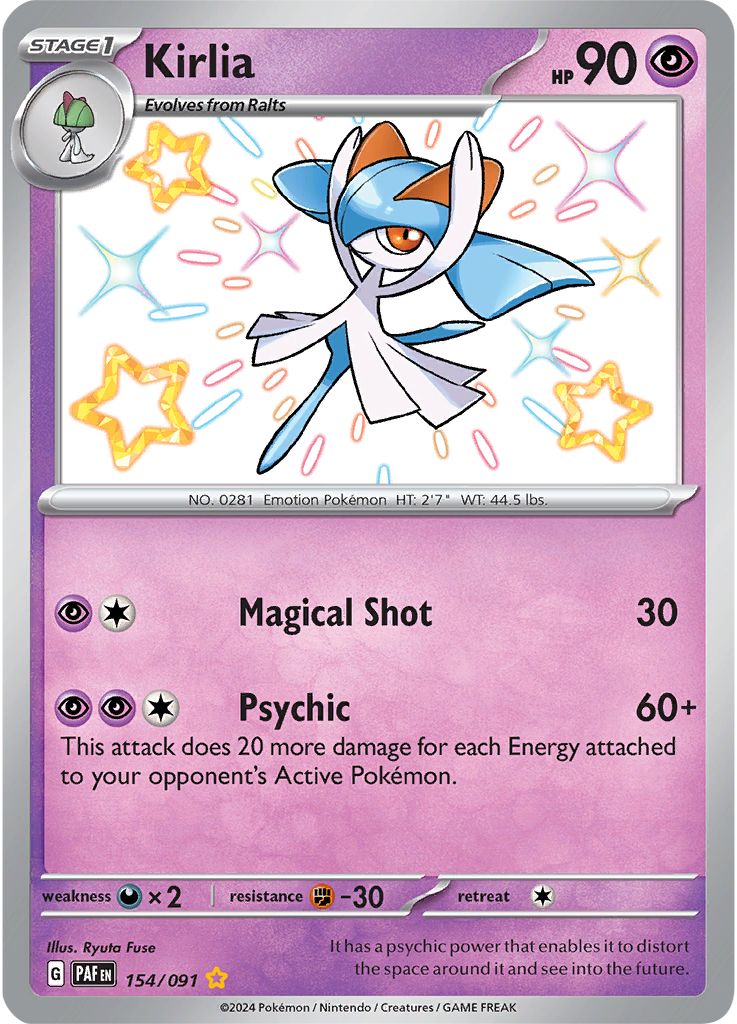 STAGE 1
Kirlia
HP 90
Evolves from Ralts
NO. 0281 Emotion Pokémon HT: 2'7" WT: 44.5 lbs.
Magical Shot 30
Psychic 60+
This attack does 20 more damage for each Energy attached
to your opponent's Active Pokémon.
weakness ×2 resistance -30 retreat
Illus. Ryuta Fuse
It has a psychic power that enables it to distort
the space around it and see into the future.
G PAF EN 154/091
©2024 Pokémon / Nintendo / Creatures / GAME FREAK